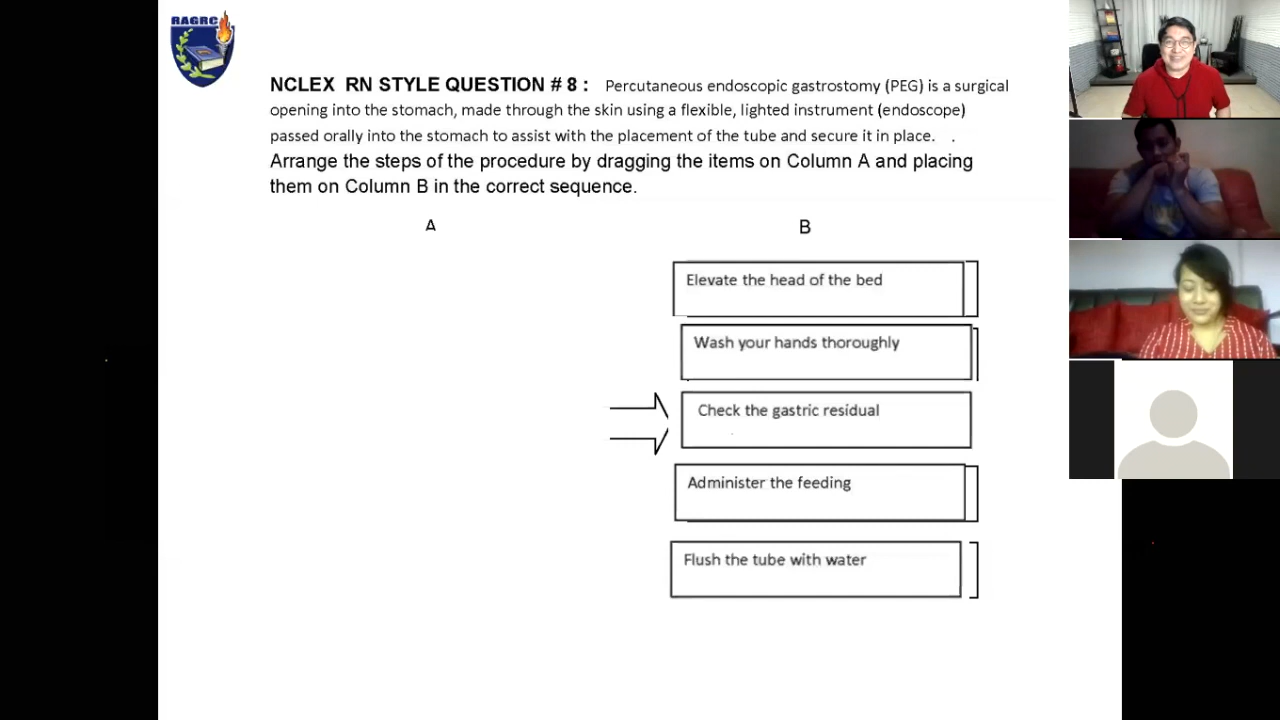 RAGRC
NCLEX RN STYLE QUESTION # 8 : Percutaneous endoscopic gastrostomy (PEG) is a surgical
opening into the stomach, made through the skin using a flexible, lighted instrument (endoscope)
passed orally into the stomach to assist with the placement of the tube and secure it in place. .
Arrange the steps of the procedure by dragging the items on Column A and placing
them on Column B in the correct sequence.
A
B
Elevate the head of the bed
Wash your hands thoroughly
Check the gastric residual
Administer the feeding
Flush the tube with water